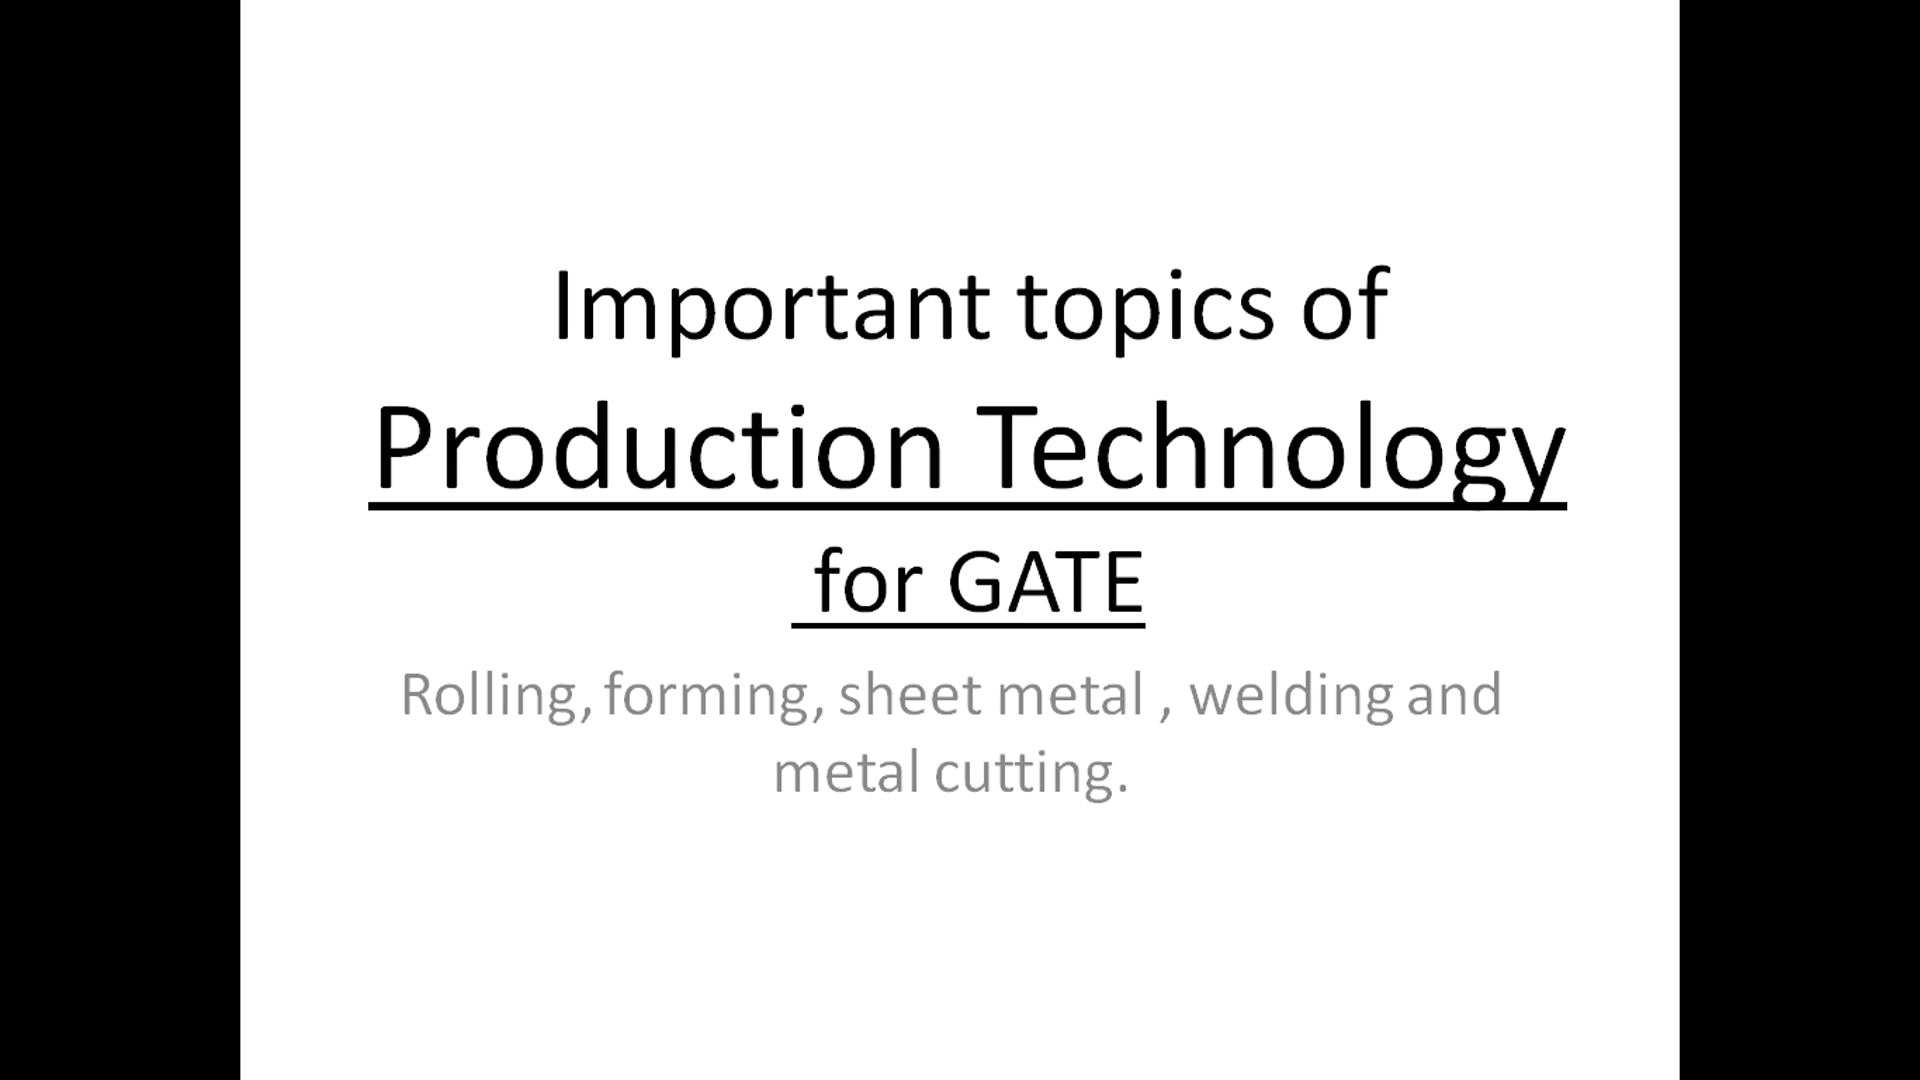 Important topics of
Production Technology
for GATE
Rolling, forming, sheet metal , welding and
metal cutting.